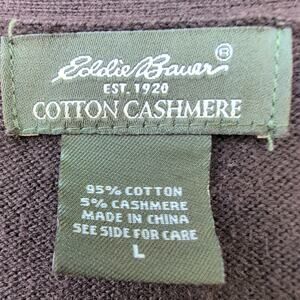 Eddie Bauer ®
EST. 1920
COTTON CASHMERE
95% COTTON
5% CASHMERE
MADE IN CHINA
SEE SIDE FOR CARE
L